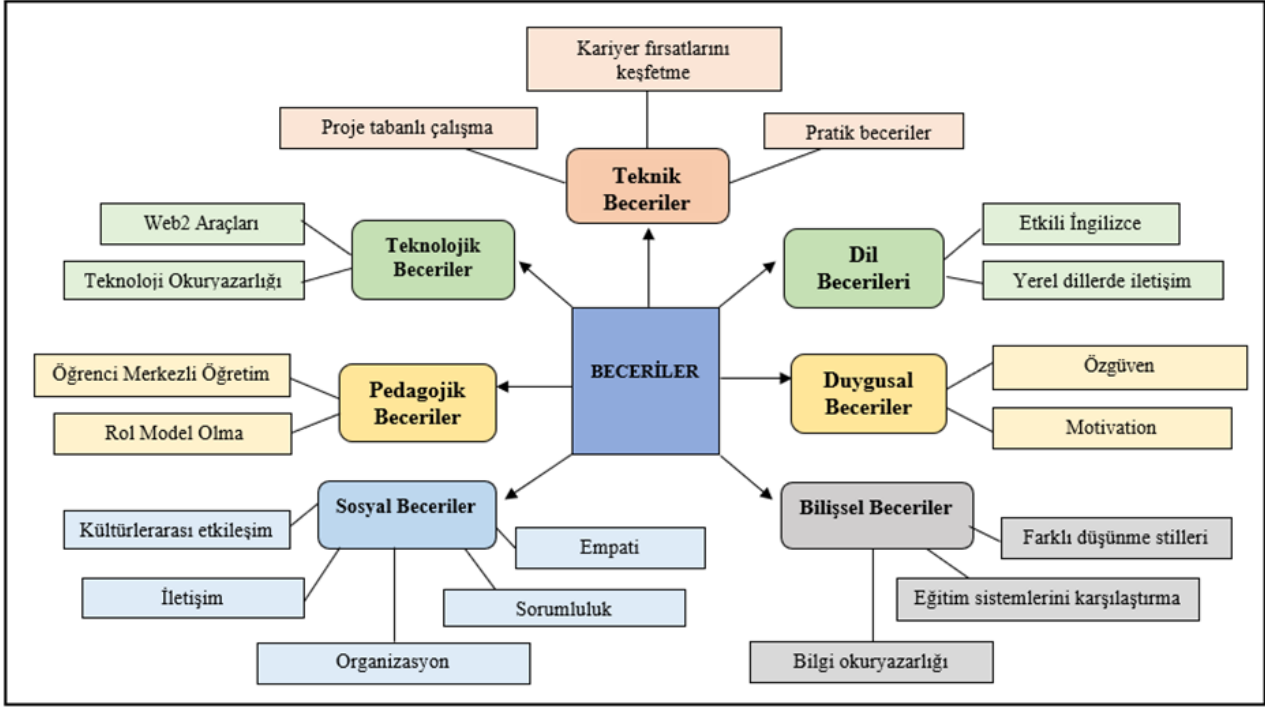 Kariyer fırsatlarını
keşfetme
Proje tabanlı çalışma
Pratik beceriler
Teknik
Beceriler
Web2 Araçları
Teknoloji Okuryazarlığı
Teknolojik
Beceriler
Dil
Becerileri
Etkili İngilizce
Yerel dillerde iletişim
BECERİLER
Öğrenci Merkezli Öğretim
Rol Model Olma
Pedagojik
Beceriler
Duygusal
Beceriler
Özgüven
Motivation
Sosyal Beceriler
Kültürlerarası etkileşim
İletişim
Organizasyon
Sorumluluk
Empati
Bilişsel Beceriler
Farklı düşünme stilleri
Eğitim sistemlerini karşılaştırma
Bilgi okuryazarlığı